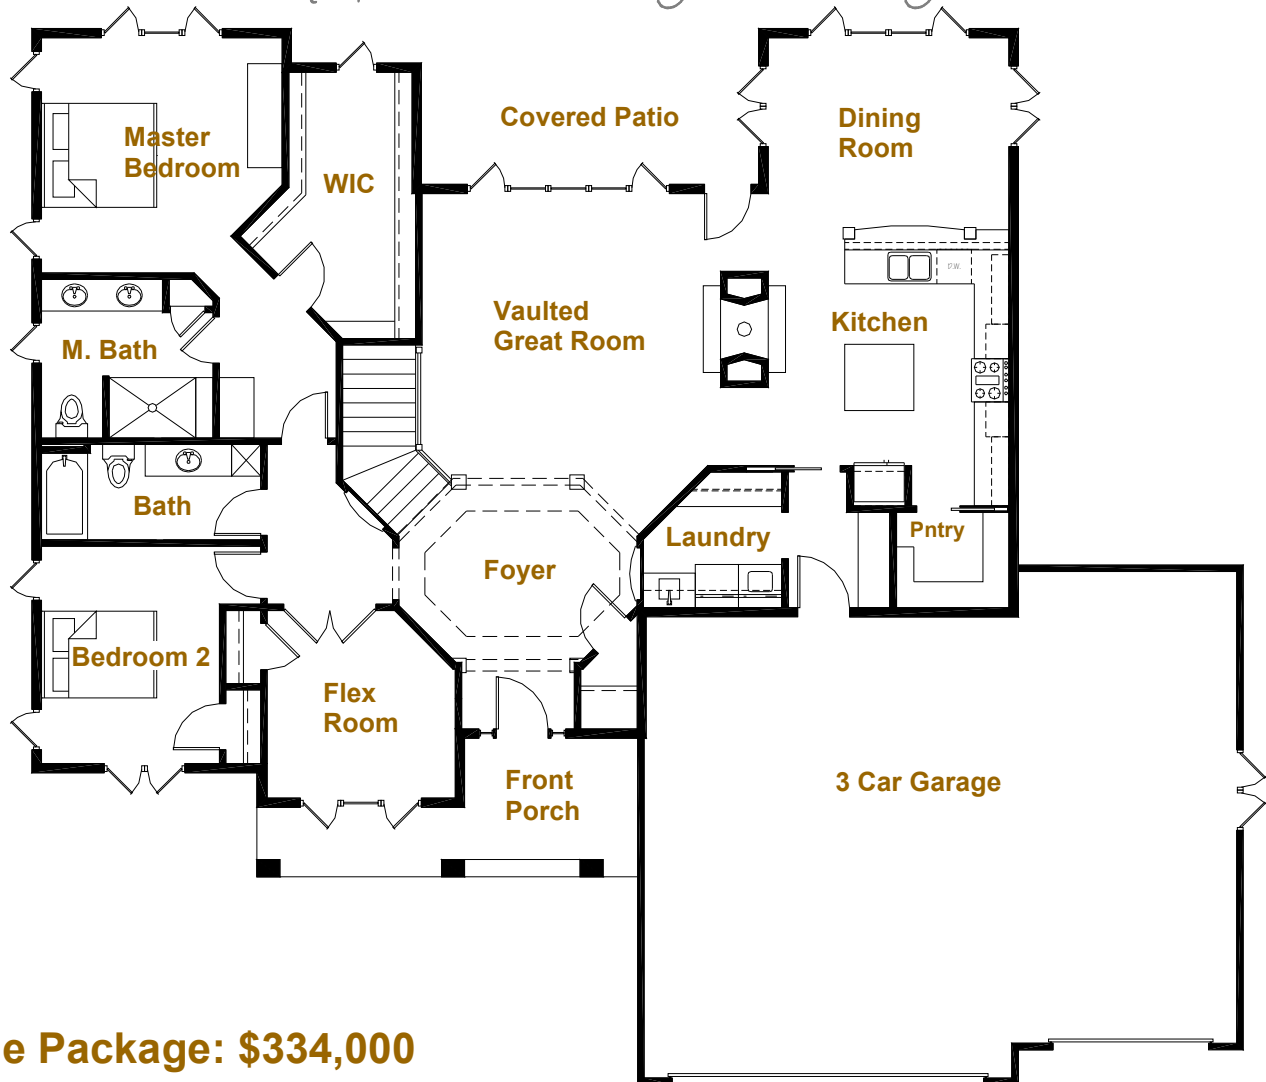 Covered Patio
Dining
Room
Master
Bedroom
WIC
D.W.
Vaulted
Great Room
Kitchen
M. Bath
Bath
Laundry
Pntry
Foyer
Bedroom 2
Flex
Room
Front
Porch
3 Car Garage
e Package: $334,000